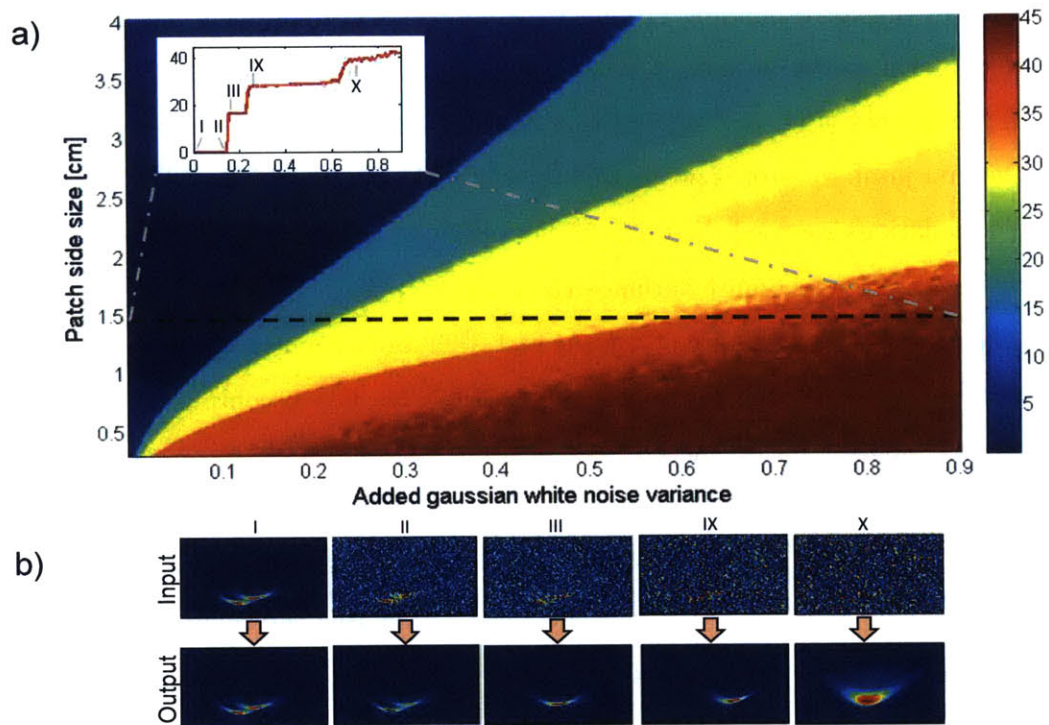 a)
4
3.5
3
2.5
2
1.5
1
0.5
Patch side size [cm]
40
20
0
I
II
III
IX
X
0 0.2 0.4 0.6 0.8
0.1 0.2 0.3 0.4 0.5 0.6 0.7 0.8 0.9
Added gaussian white noise variance
45
40
35
30
25
20
15
10
5
b)
I II III IX X
Input
Output